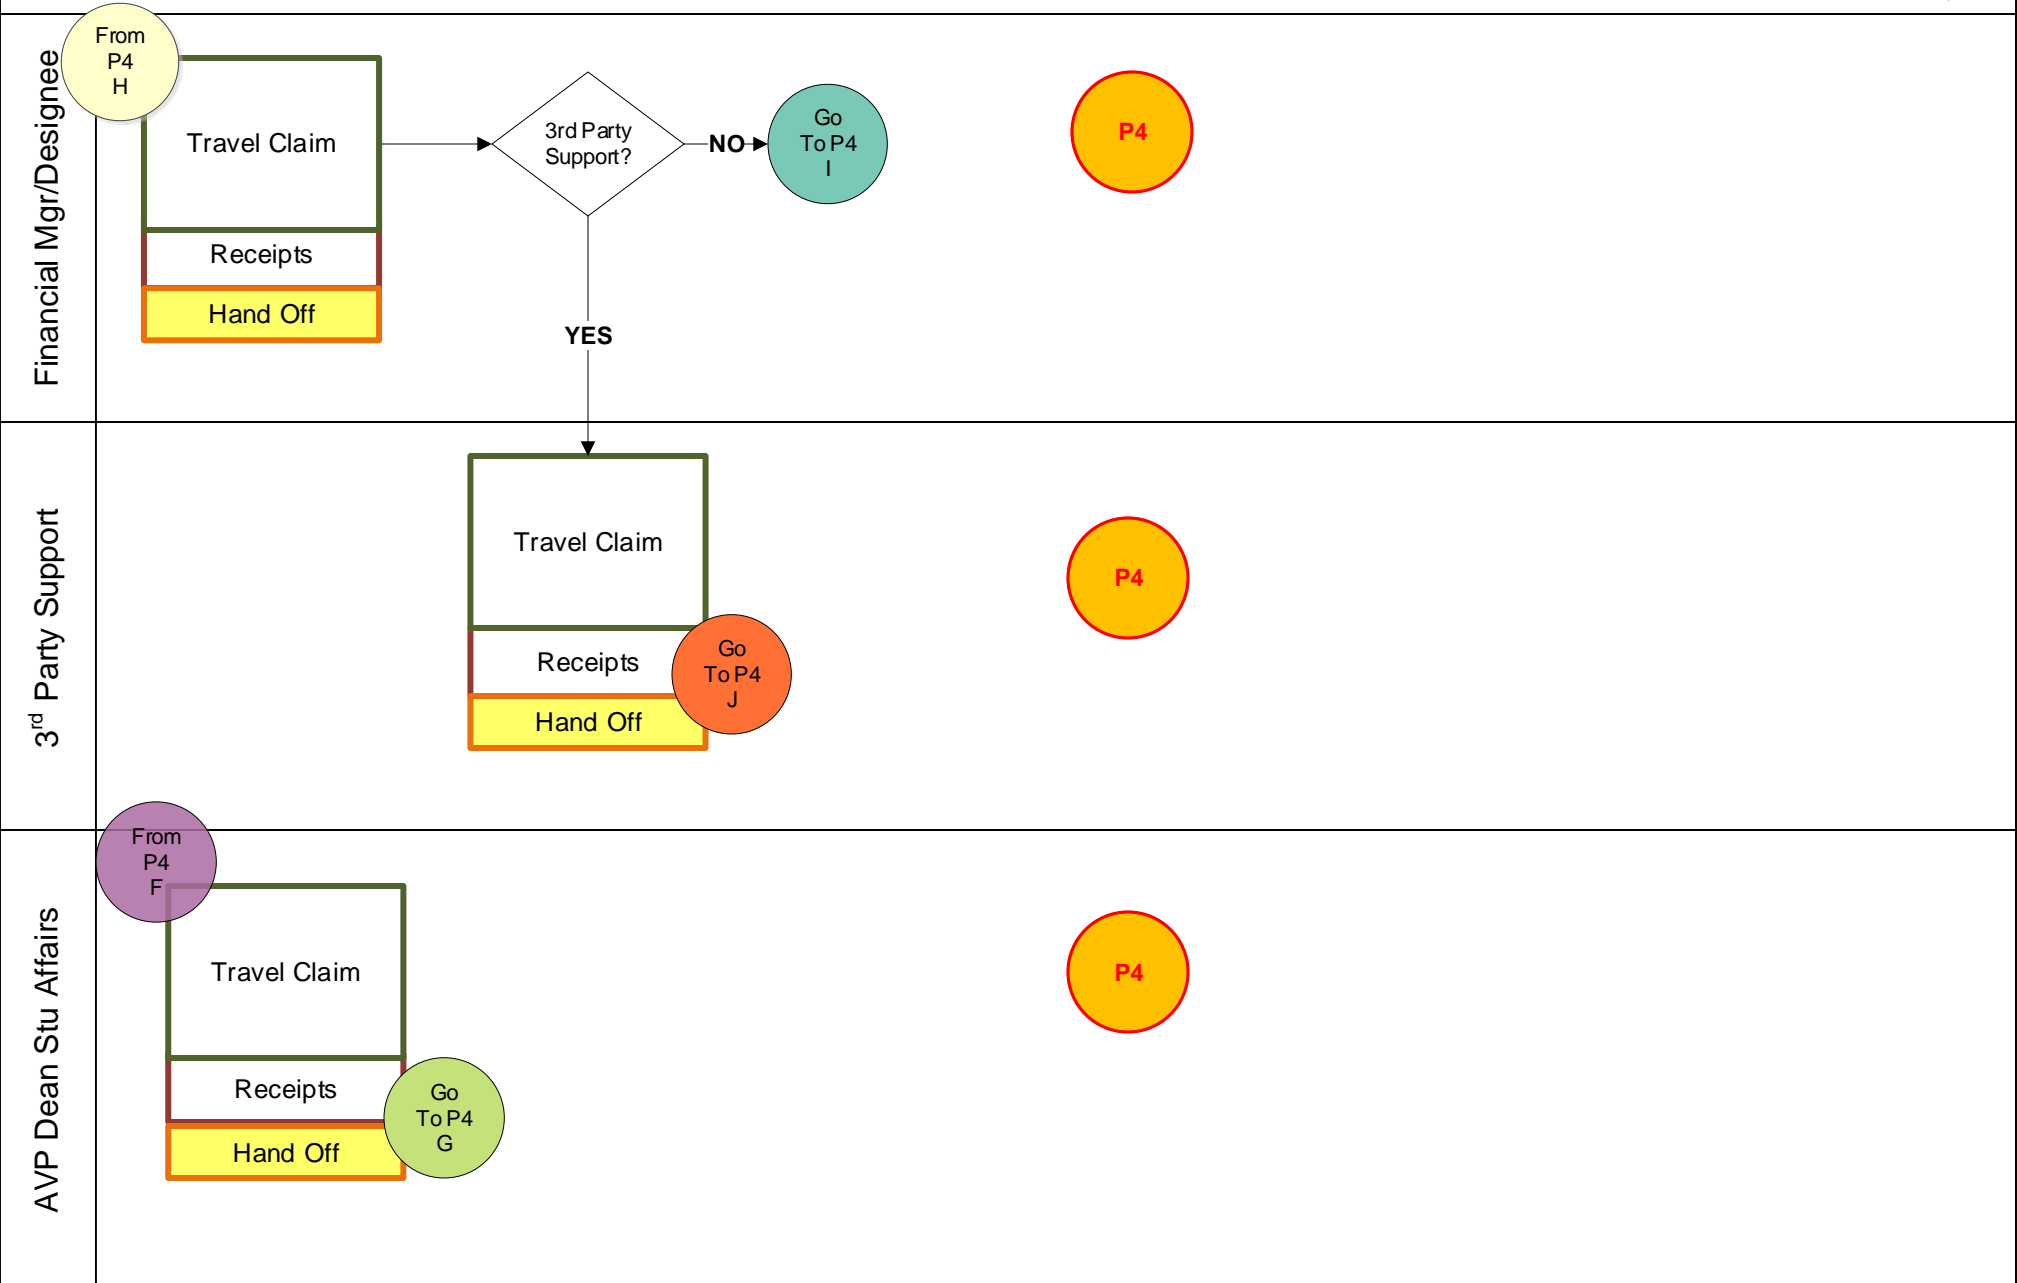 Financial Mgr/Designee
From
P4
H
Travel Claim
Receipts
Hand Off
3rd Party
Support?
NO
Go
To P4
I
P4
YES
3rd Party Support
Travel Claim
Receipts
Hand Off
Go
To P4
J
P4
AVP Dean Stu Affairs
From
P4
F
Travel Claim
Receipts
Hand Off
Go
To P4
G
P4